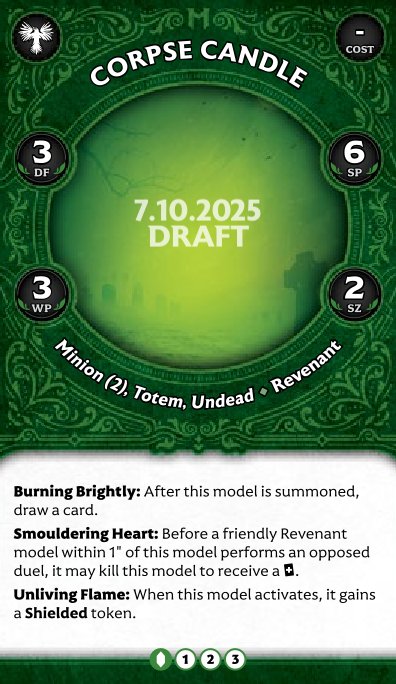 -
COST
CORPSE CANDLE
3
DF
6
SP
7.10.2025
DRAFT
3
WP
2
SZ
Minion (2), Totem, Undead ♦ Revenant
Burning Brightly: After this model is summoned,
draw a card.
Smouldering Heart: Before a friendly Revenant
model within 1" of this model performs an opposed
duel, it may kill this model to receive a 🂠.
Unliving Flame: When this model activates, it gains
a Shielded token.
1 2 3